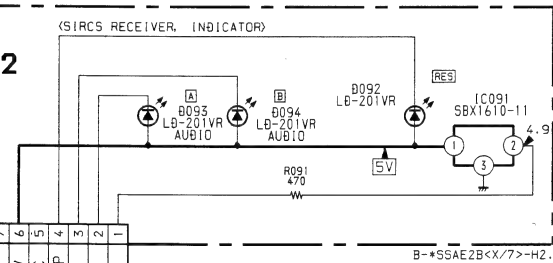 (SIRCS RECEIVER, INDICATOR)
2
RES
D092
LD-201VR
IC091
SBX1610-11
A
B
D093
LD-201VR
AUDIO
D094
LD-201VR
AUDIO
4.9
1
2
3
5V
R091
470
7
6
5
4
3
2
1
P
B-*SSAE2B<X/7>-H2.